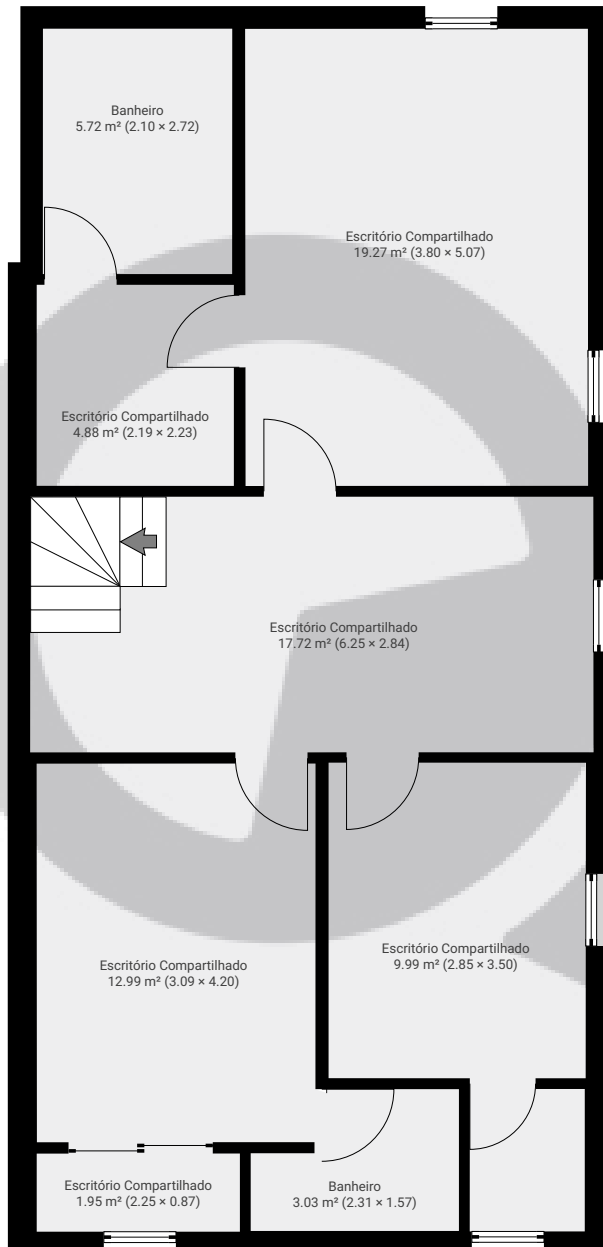 Banheiro
5.72 m² (2.10 × 2.72)
Escritório Compartilhado
19.27 m² (3.80 × 5.07)
Escritório Compartilhado
4.88 m² (2.19 × 2.23)
Escritório Compartilhado
17.72 m² (6.25 × 2.84)
Escritório Compartilhado
9.99 m² (2.85 × 3.50)
Escritório Compartilhado
12.99 m² (3.09 × 4.20)
Escritório Compartilhado
1.95 m² (2.25 × 0.87)
Banheiro
3.03 m² (2.31 × 1.57)